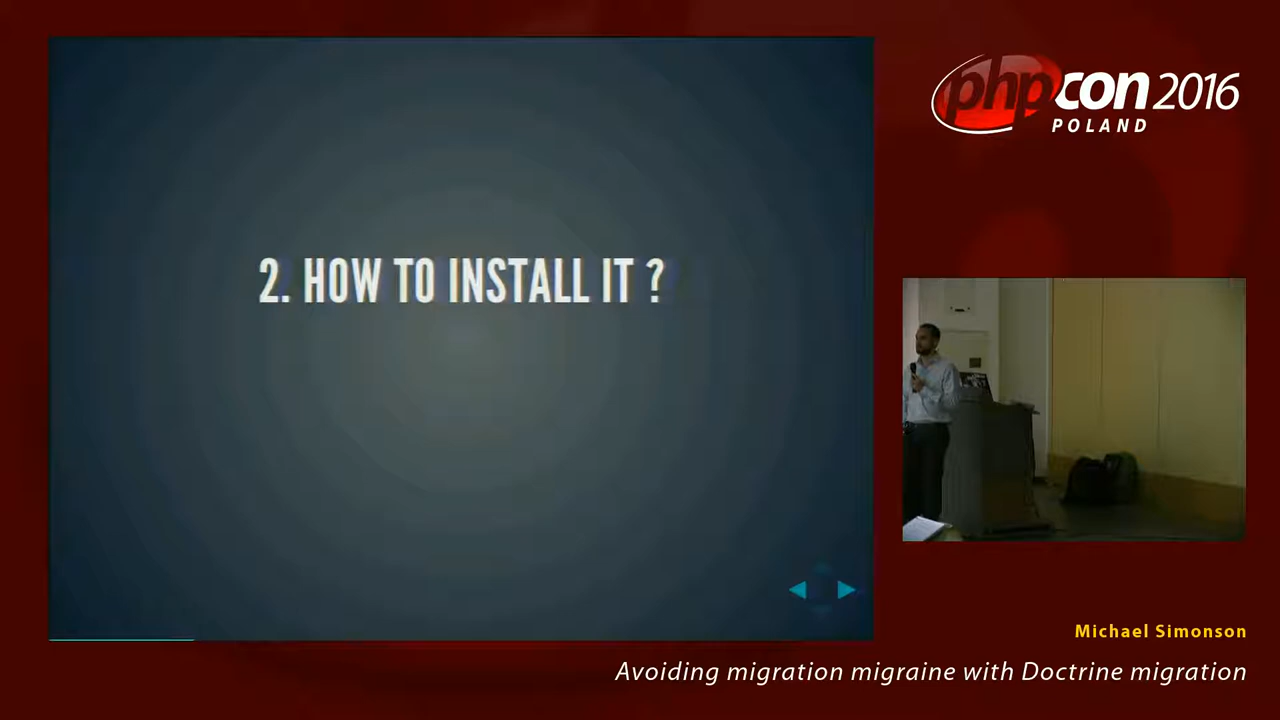 2. HOW TO INSTALL IT ?
phpcon 2016
POLAND
Michael Simonson
Avoiding migration migraine with Doctrine migration